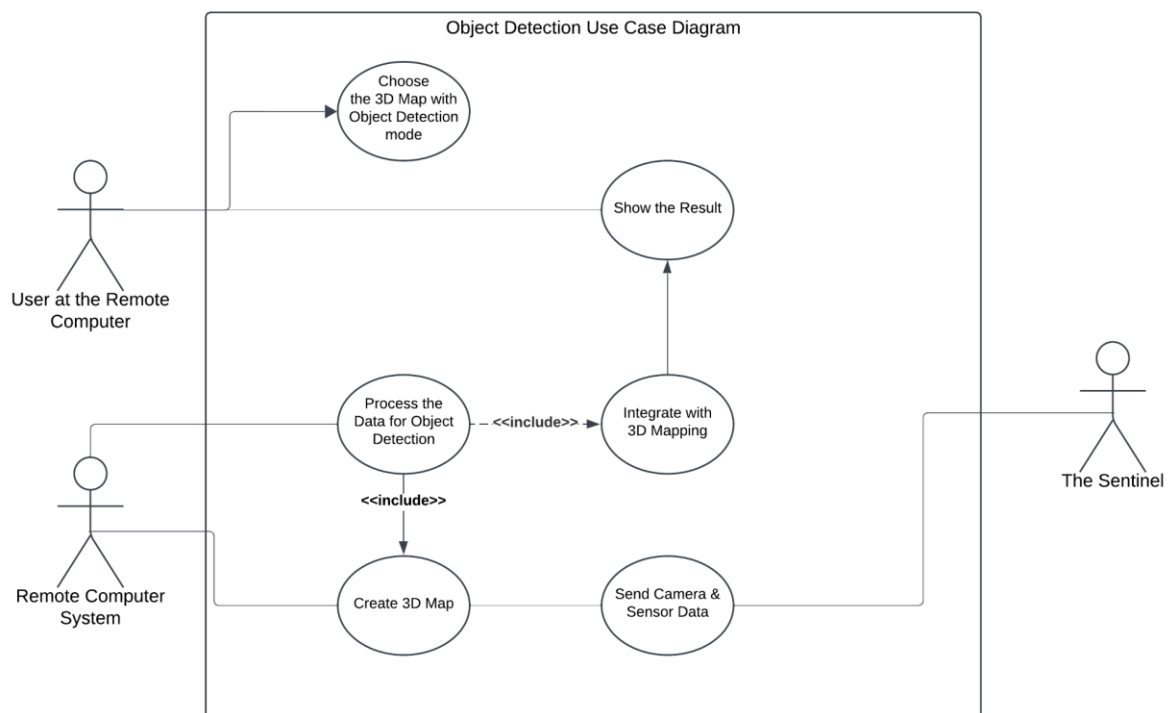 Object Detection Use Case Diagram
Choose
the 3D Map with
Object Detection
mode
Show the Result
User at the Remote
Computer
Process the
Data for Object
Detection
<<include>>
Integrate with
3D Mapping
The Sentinel
<<include>>
Remote Computer
System
Create 3D Map
Send Camera &
Sensor Data